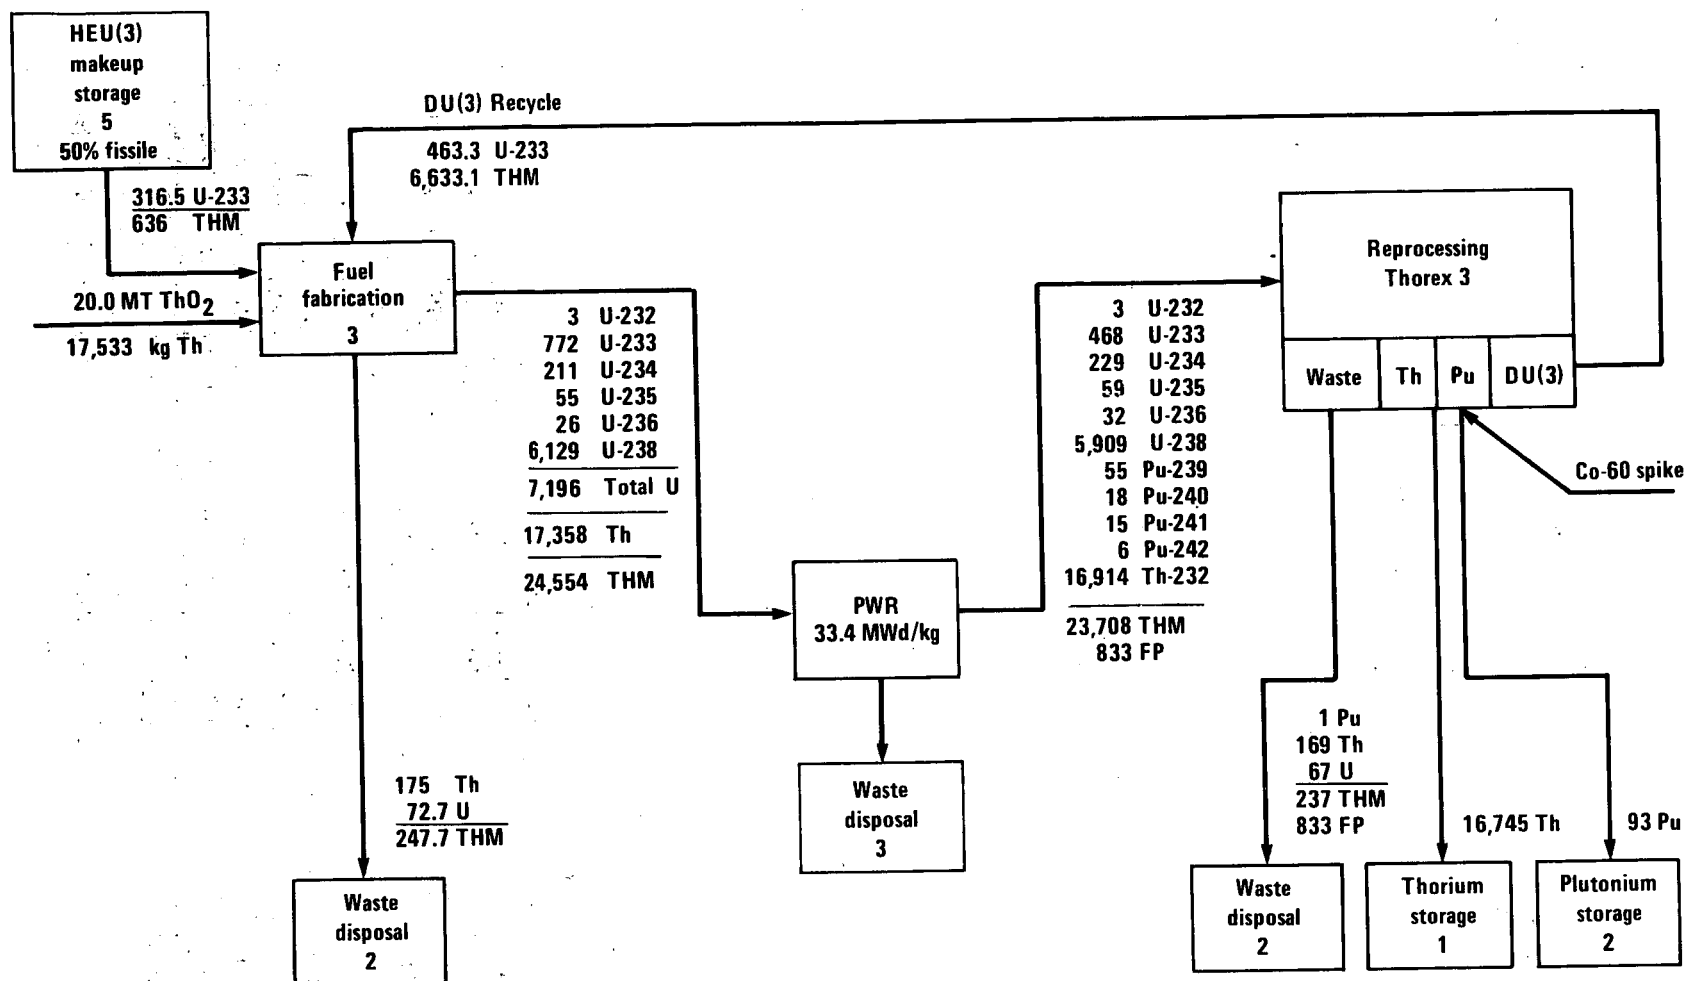 HEU(3)
makeup
storage
5
50% fissile
316.5 U-233
636 THM
DU(3) Recycle
463.3 U-233
6,633.1 THM
20.0 MT ThO2
17,533 kg Th
Fuel
fabrication
3
3 U-232
772 U-233
211 U-234
55 U-235
26 U-236
6,129 U-238
7,196 Total U
17,358 Th
24,554 THM
175 Th
72.7 U
247.7 THM
Waste
disposal
2
PWR
33.4 MWd/kg
Waste
disposal
3
3 U-232
468 U-233
229 U-234
59 U-235
32 U-236
5,909 U-238
55 Pu-239
18 Pu-240
15 Pu-241
6 Pu-242
16,914 Th-232
23,708 THM
833 FP
Reprocessing
Thorex 3
Waste Th Pu DU(3)
Co-60 spike
1 Pu
169 Th
67 U
237 THM
833 FP
16,745 Th
93 Pu
Waste
disposal
2
Thorium
storage
1
Plutonium
storage
2